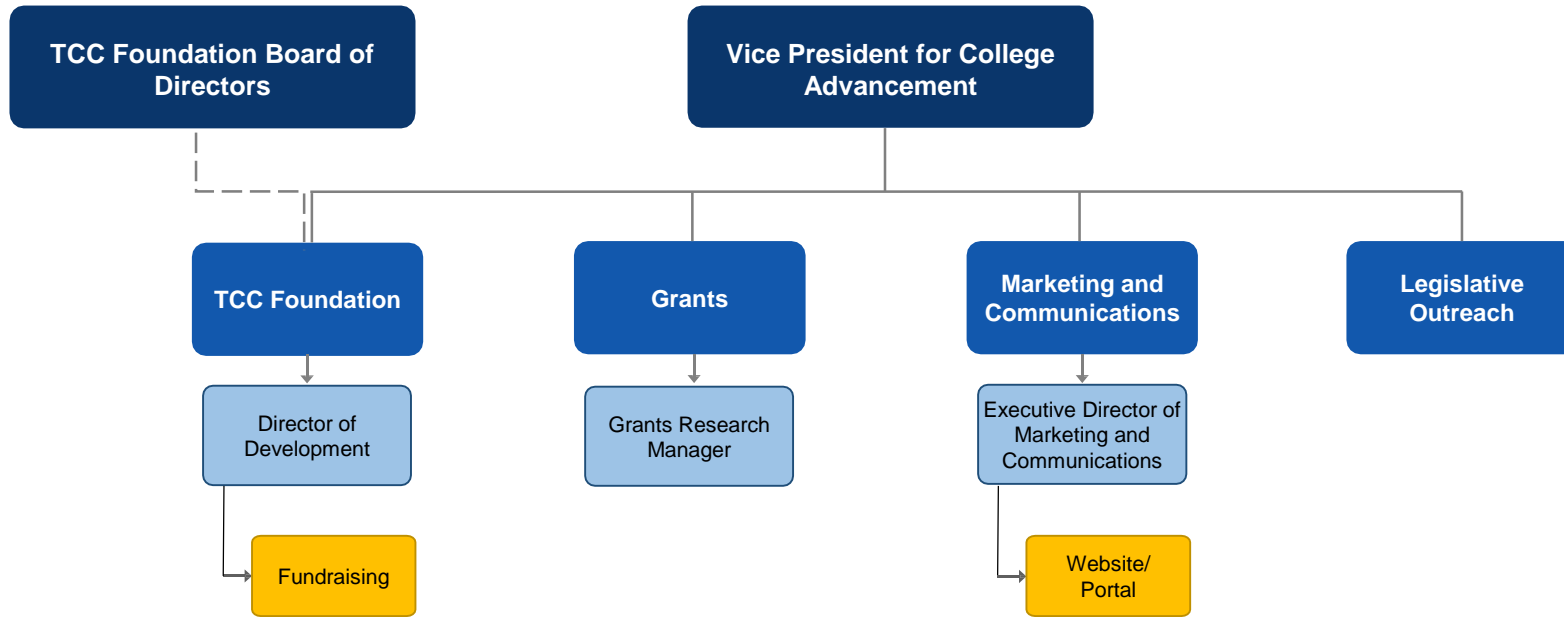 TCC Foundation Board of
Directors
Vice President for College
Advancement
TCC Foundation
Grants
Marketing and
Communications
Legislative
Outreach
Director of
Development
Grants Research
Manager
Executive Director of
Marketing and
Communications
Fundraising
Website/
Portal